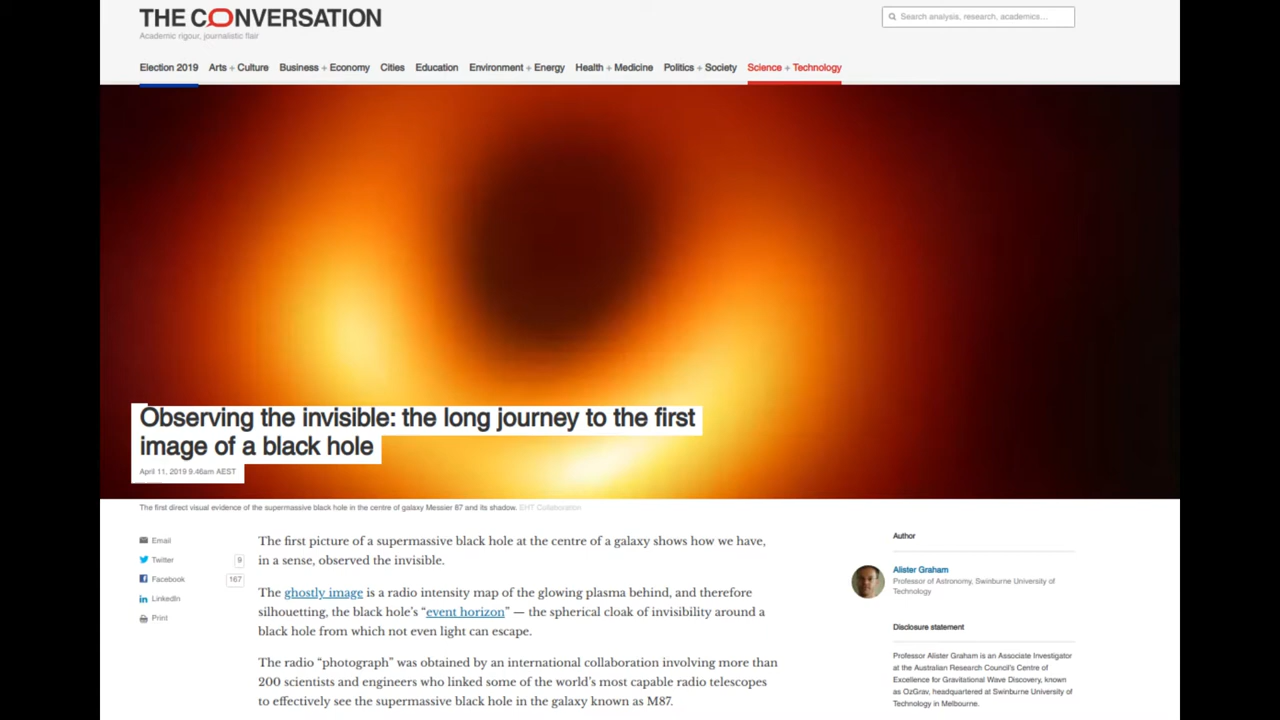 THE CONVERSATION
Academic rigour, journalistic flair
Search analysis, research, academics...
Election 2019 Arts + Culture Business + Economy Cities Education Environment + Energy Health + Medicine Politics + Society Science + Technology
Observing the invisible: the long journey to the first
image of a black hole
April 11, 2019 9.46am AEST
The first direct visual evidence of the supermassive black hole in the centre of galaxy Messier 87 and its shadow. EHT Collaboration
Email
Twitter 9
Facebook 167
LinkedIn
Print
The first picture of a supermassive black hole at the centre of a galaxy shows how we have,
in a sense, observed the invisible.
The ghostly image is a radio intensity map of the glowing plasma behind, and therefore
silhouetting, the black hole's “event horizon” — the spherical cloak of invisibility around a
black hole from which not even light can escape.
The radio “photograph” was obtained by an international collaboration involving more than
200 scientists and engineers who linked some of the world's most capable radio telescopes
to effectively see the supermassive black hole in the galaxy known as M87.
Author
Alister Graham
Professor of Astronomy, Swinburne University of
Technology
Disclosure statement
Professor Alister Graham is an Associate Investigator
at the Australian Research Council's Centre of
Excellence for Gravitational Wave Discovery, known
as OzGrav, headquartered at Swinburne University of
Technology in Melbourne.